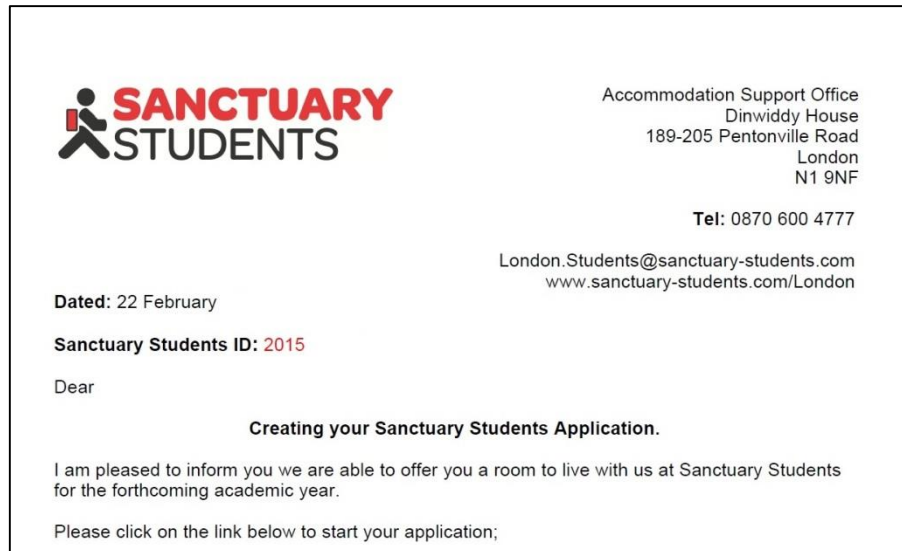 SANCTUARY
STUDENTS
Accommodation Support Office
Dinwiddy House
189-205 Pentonville Road
London
N1 9NF
Tel: 0870 600 4777
London.Students@sanctuary-students.com
www.sanctuary-students.com/London
Dated: 22 February
Sanctuary Students ID: 2015
Dear
Creating your Sanctuary Students Application.
I am pleased to inform you we are able to offer you a room to live with us at Sanctuary Students
for the forthcoming academic year.
Please click on the link below to start your application;